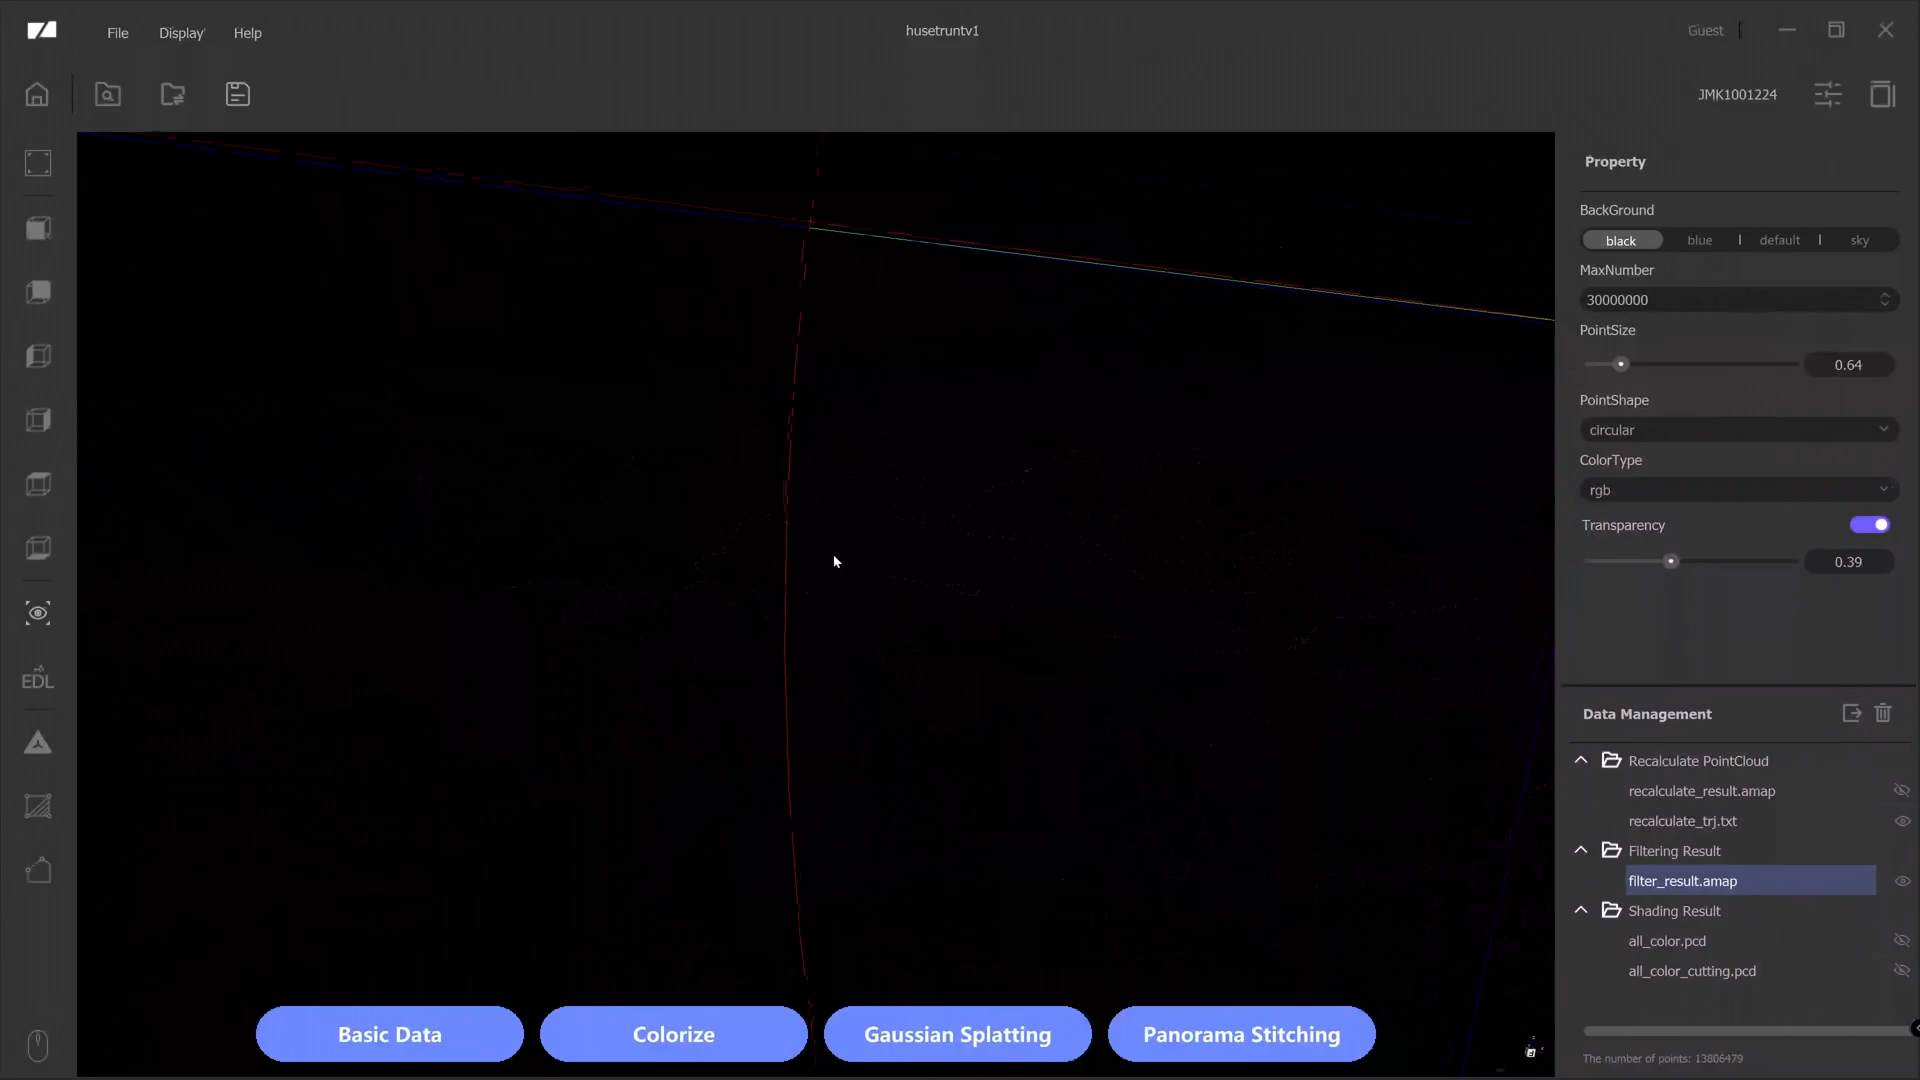 File Display Help
husetruntv1
Guest
JMK1001224
Property
BackGround
black blue default sky
MaxNumber
30000000
PointSize
0.64
PointShape
circular
ColorType
rgb
Transparency
0.39
EDL
Data Management
Recalculate PointCloud
recalculate_result.amap
recalculate_trj.txt
Filtering Result
filter_result.amap
Shading Result
all_color.pcd
all_color_cutting.pcd
Basic Data
Colorize
Gaussian Splatting
Panorama Stitching
The number of points: 13806479